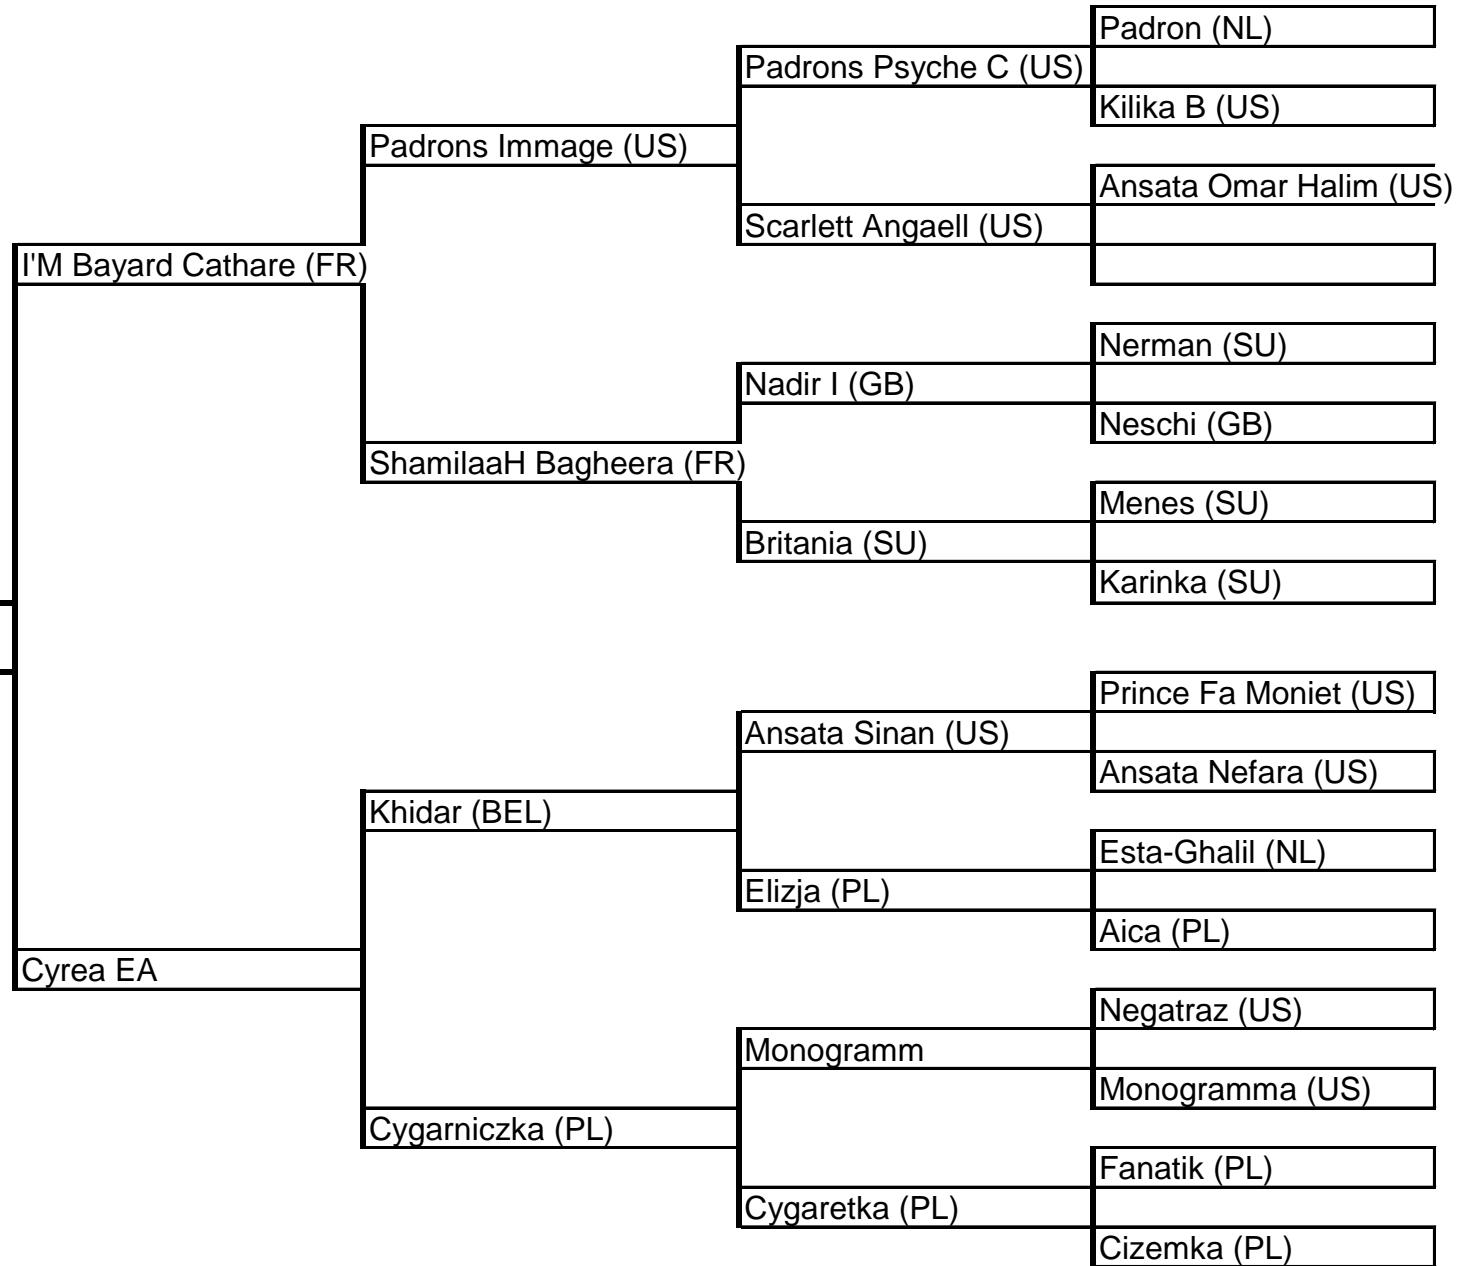 Padron (NL)
Padrons Psyche C (US)
Kilika B (US)
Padrons Immage (US)
Ansata Omar Halim (US)
Scarlett Angaell (US)
I'M Bayard Cathare (FR)
Nerman (SU)
Nadir I (GB)
Neschi (GB)
ShamilaaH Bagheera (FR)
Menes (SU)
Britania (SU)
Karinka (SU)
Prince Fa Moniet (US)
Ansata Sinan (US)
Ansata Nefara (US)
Khidar (BEL)
Esta-Ghalil (NL)
Elizja (PL)
Aica (PL)
Cyrea EA
Negatraz (US)
Monogramm
Monogramma (US)
Cygarniczka (PL)
Fanatik (PL)
Cygaretka (PL)
Cizemka (PL)